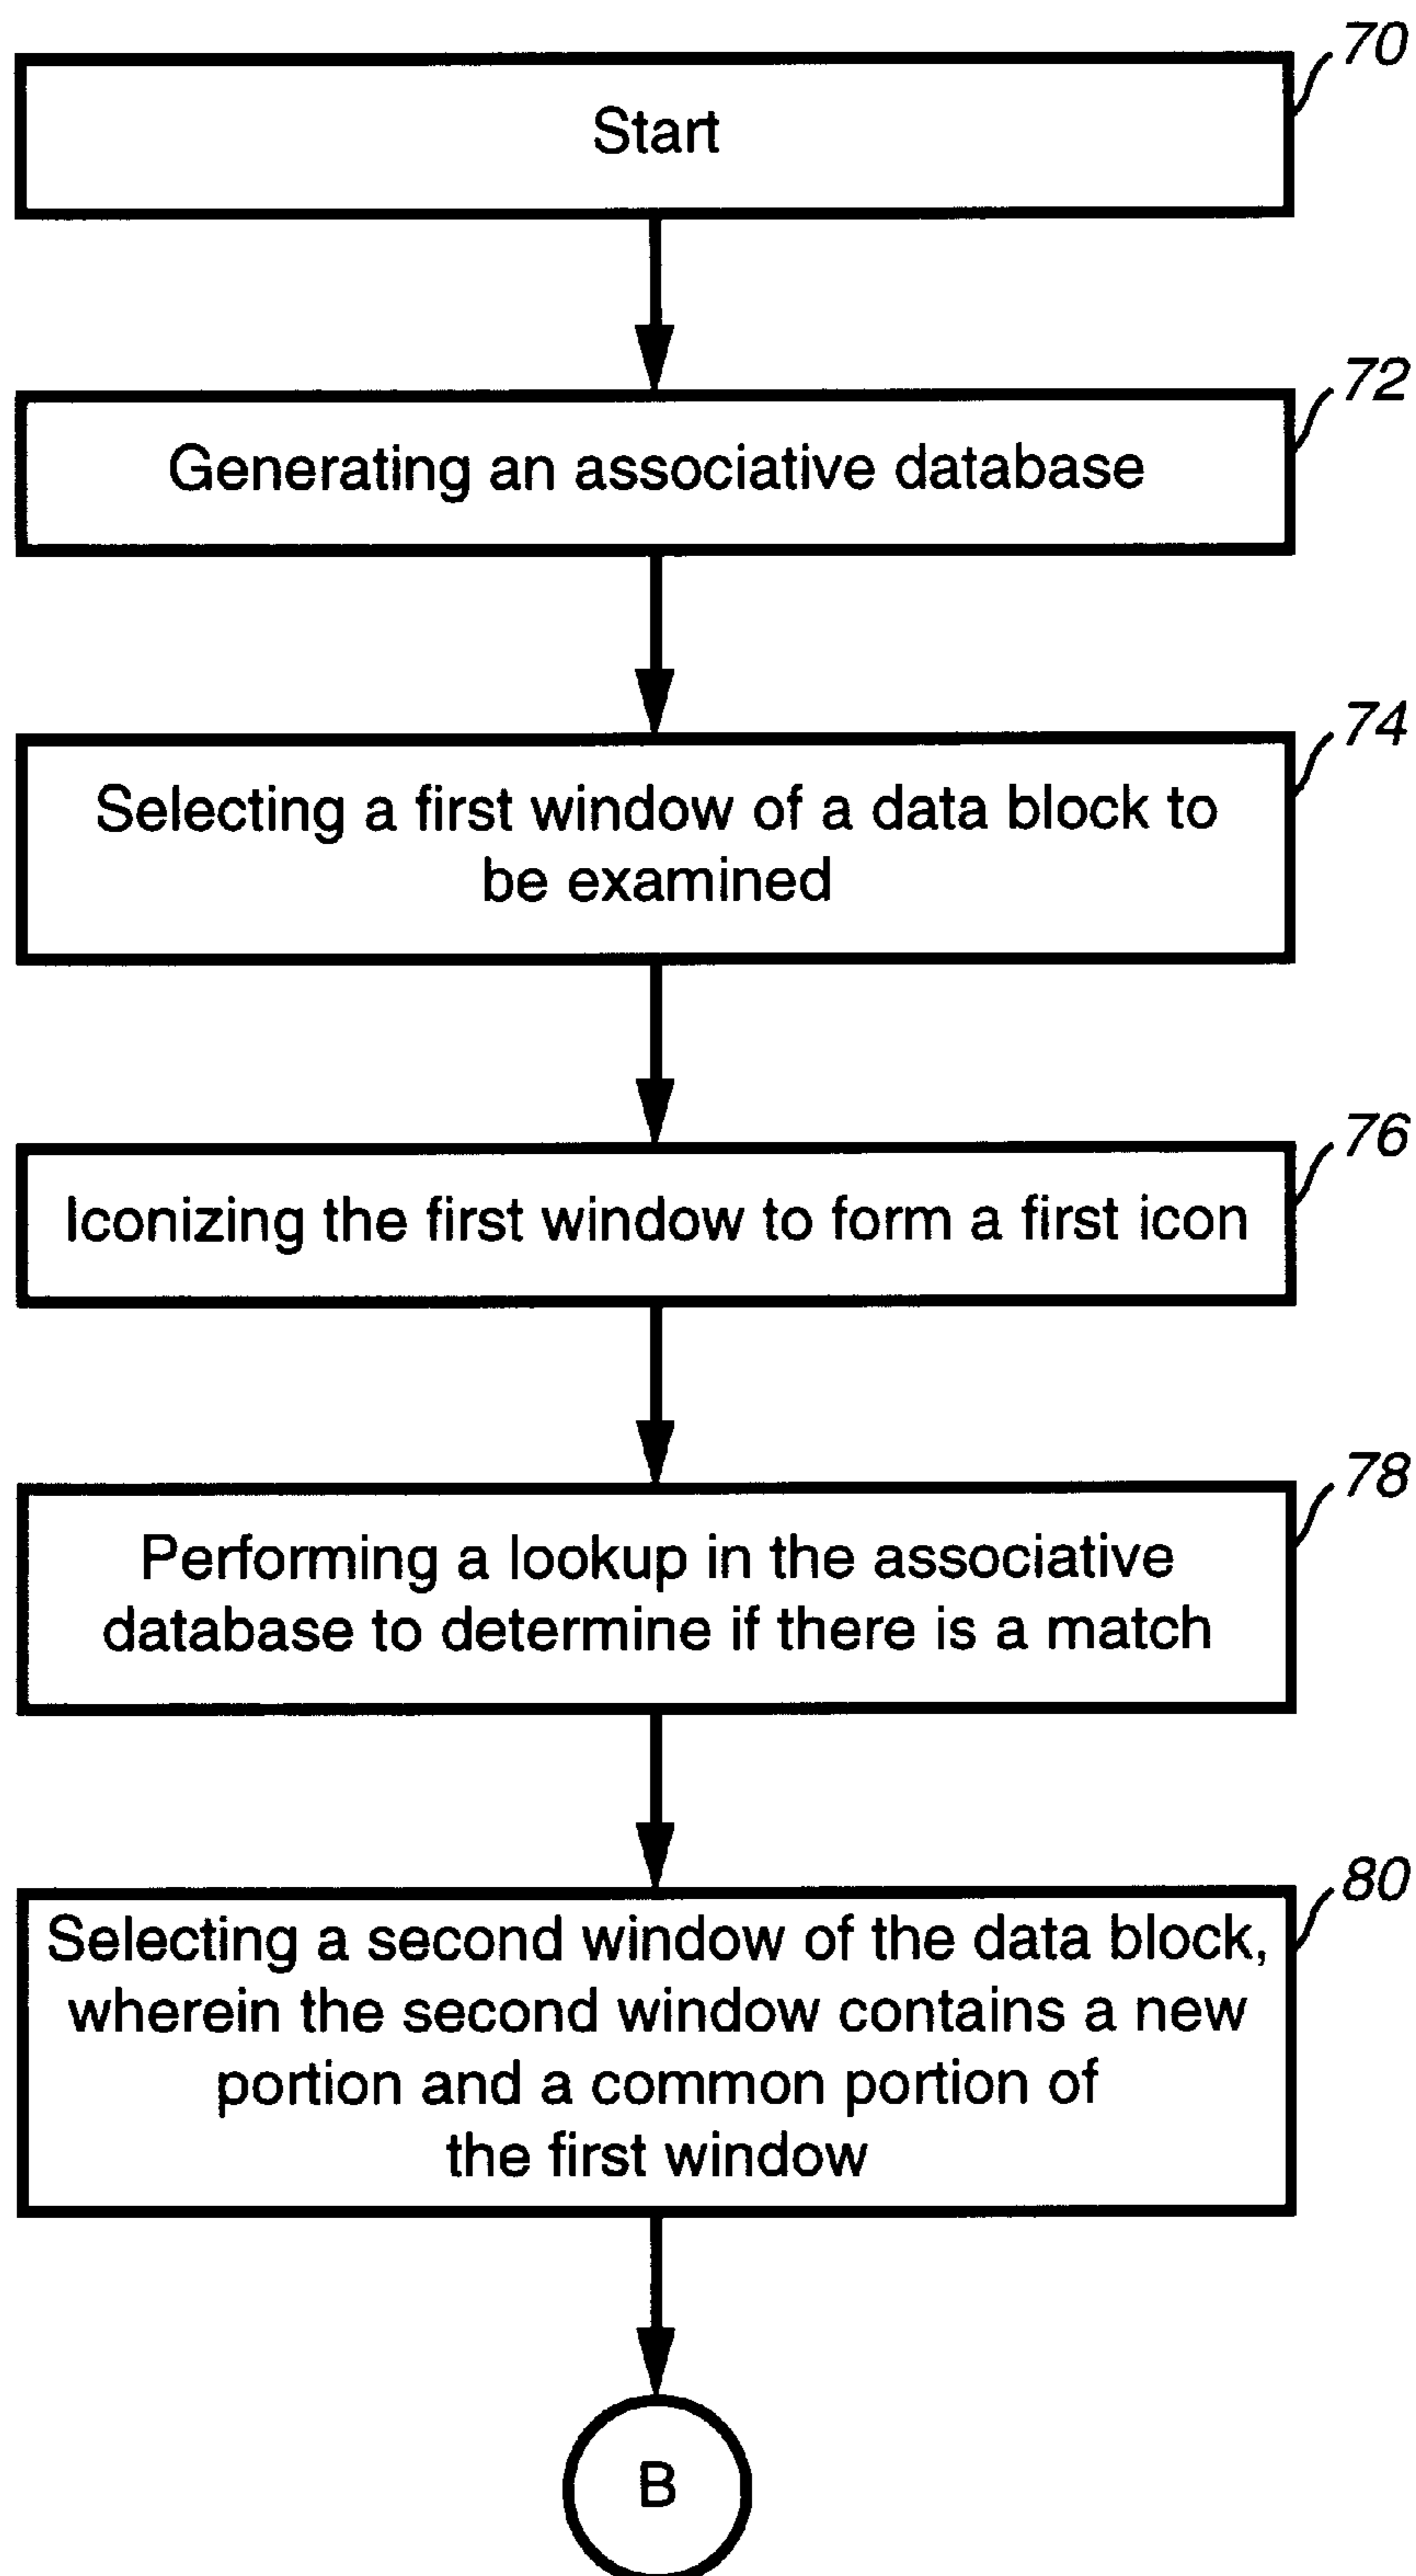 70
Start
72
Generating an associative database
74
Selecting a first window of a data block to
be examined
76
Iconizing the first window to form a first icon
78
Performing a lookup in the associative
database to determine if there is a match
80
Selecting a second window of the data block,
wherein the second window contains a new
portion and a common portion of
the first window
B